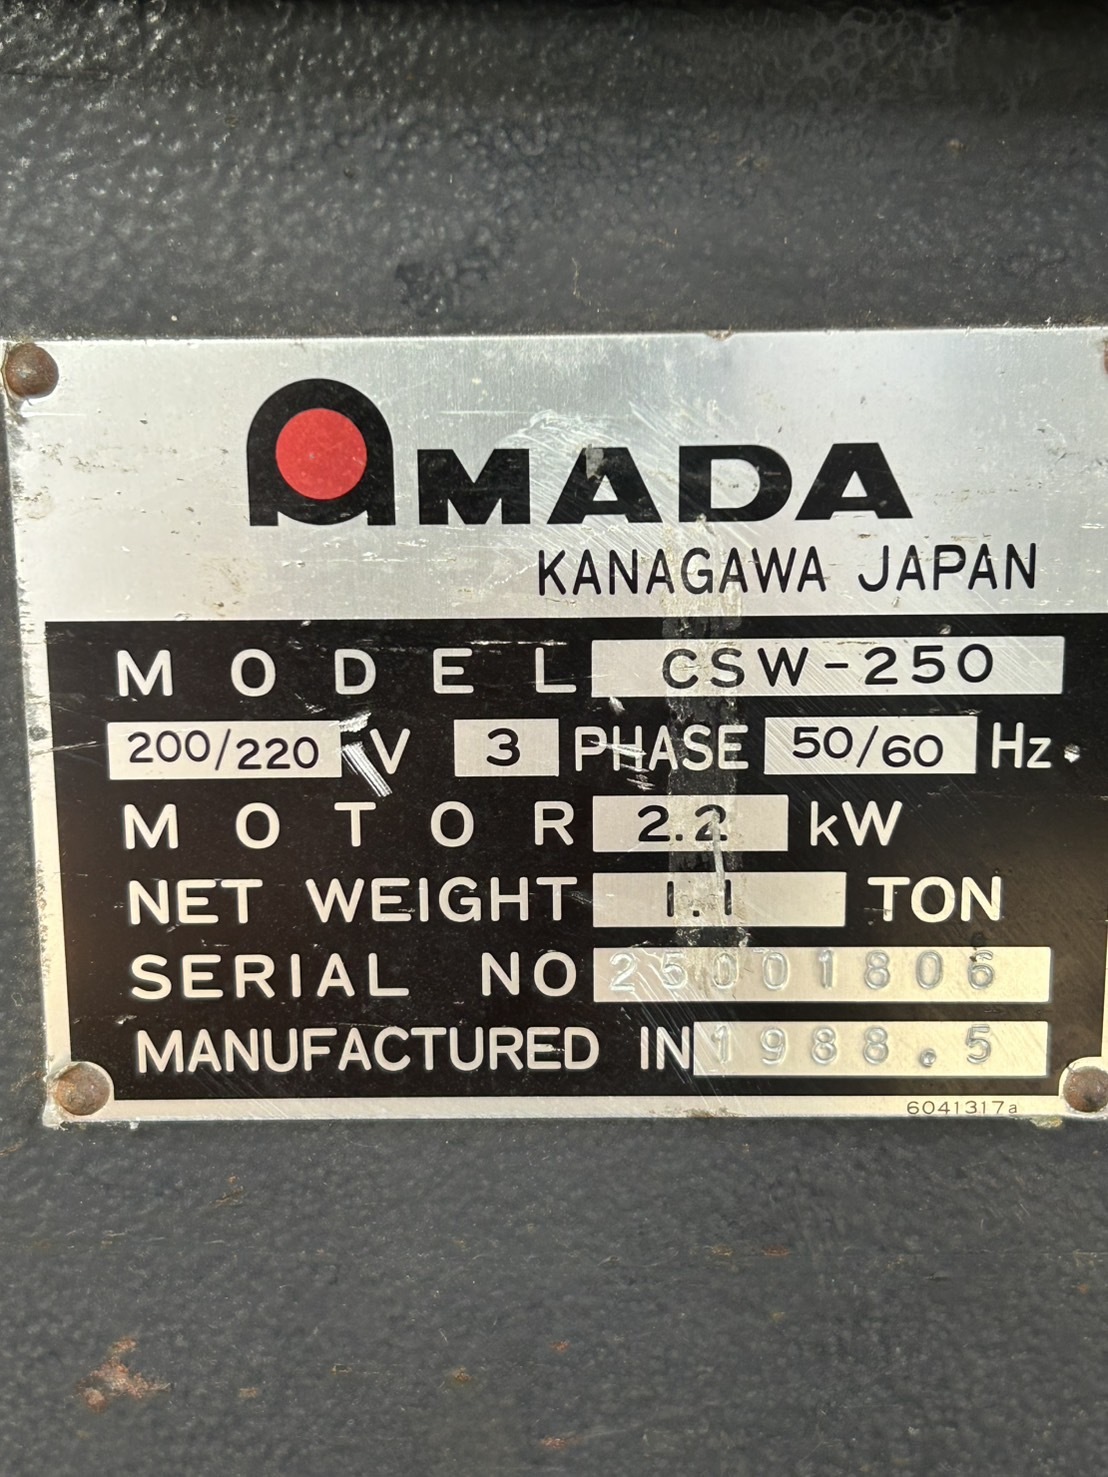 AMADA
KANAGAWA JAPAN
MODEL CSW-250
200/220 V 3 PHASE 50/60 Hz
MOTOR 2.2 kW
NET WEIGHT 1.1 TON
SERIAL NO 25001806
MANUFACTURED IN 1988.5
6041317a